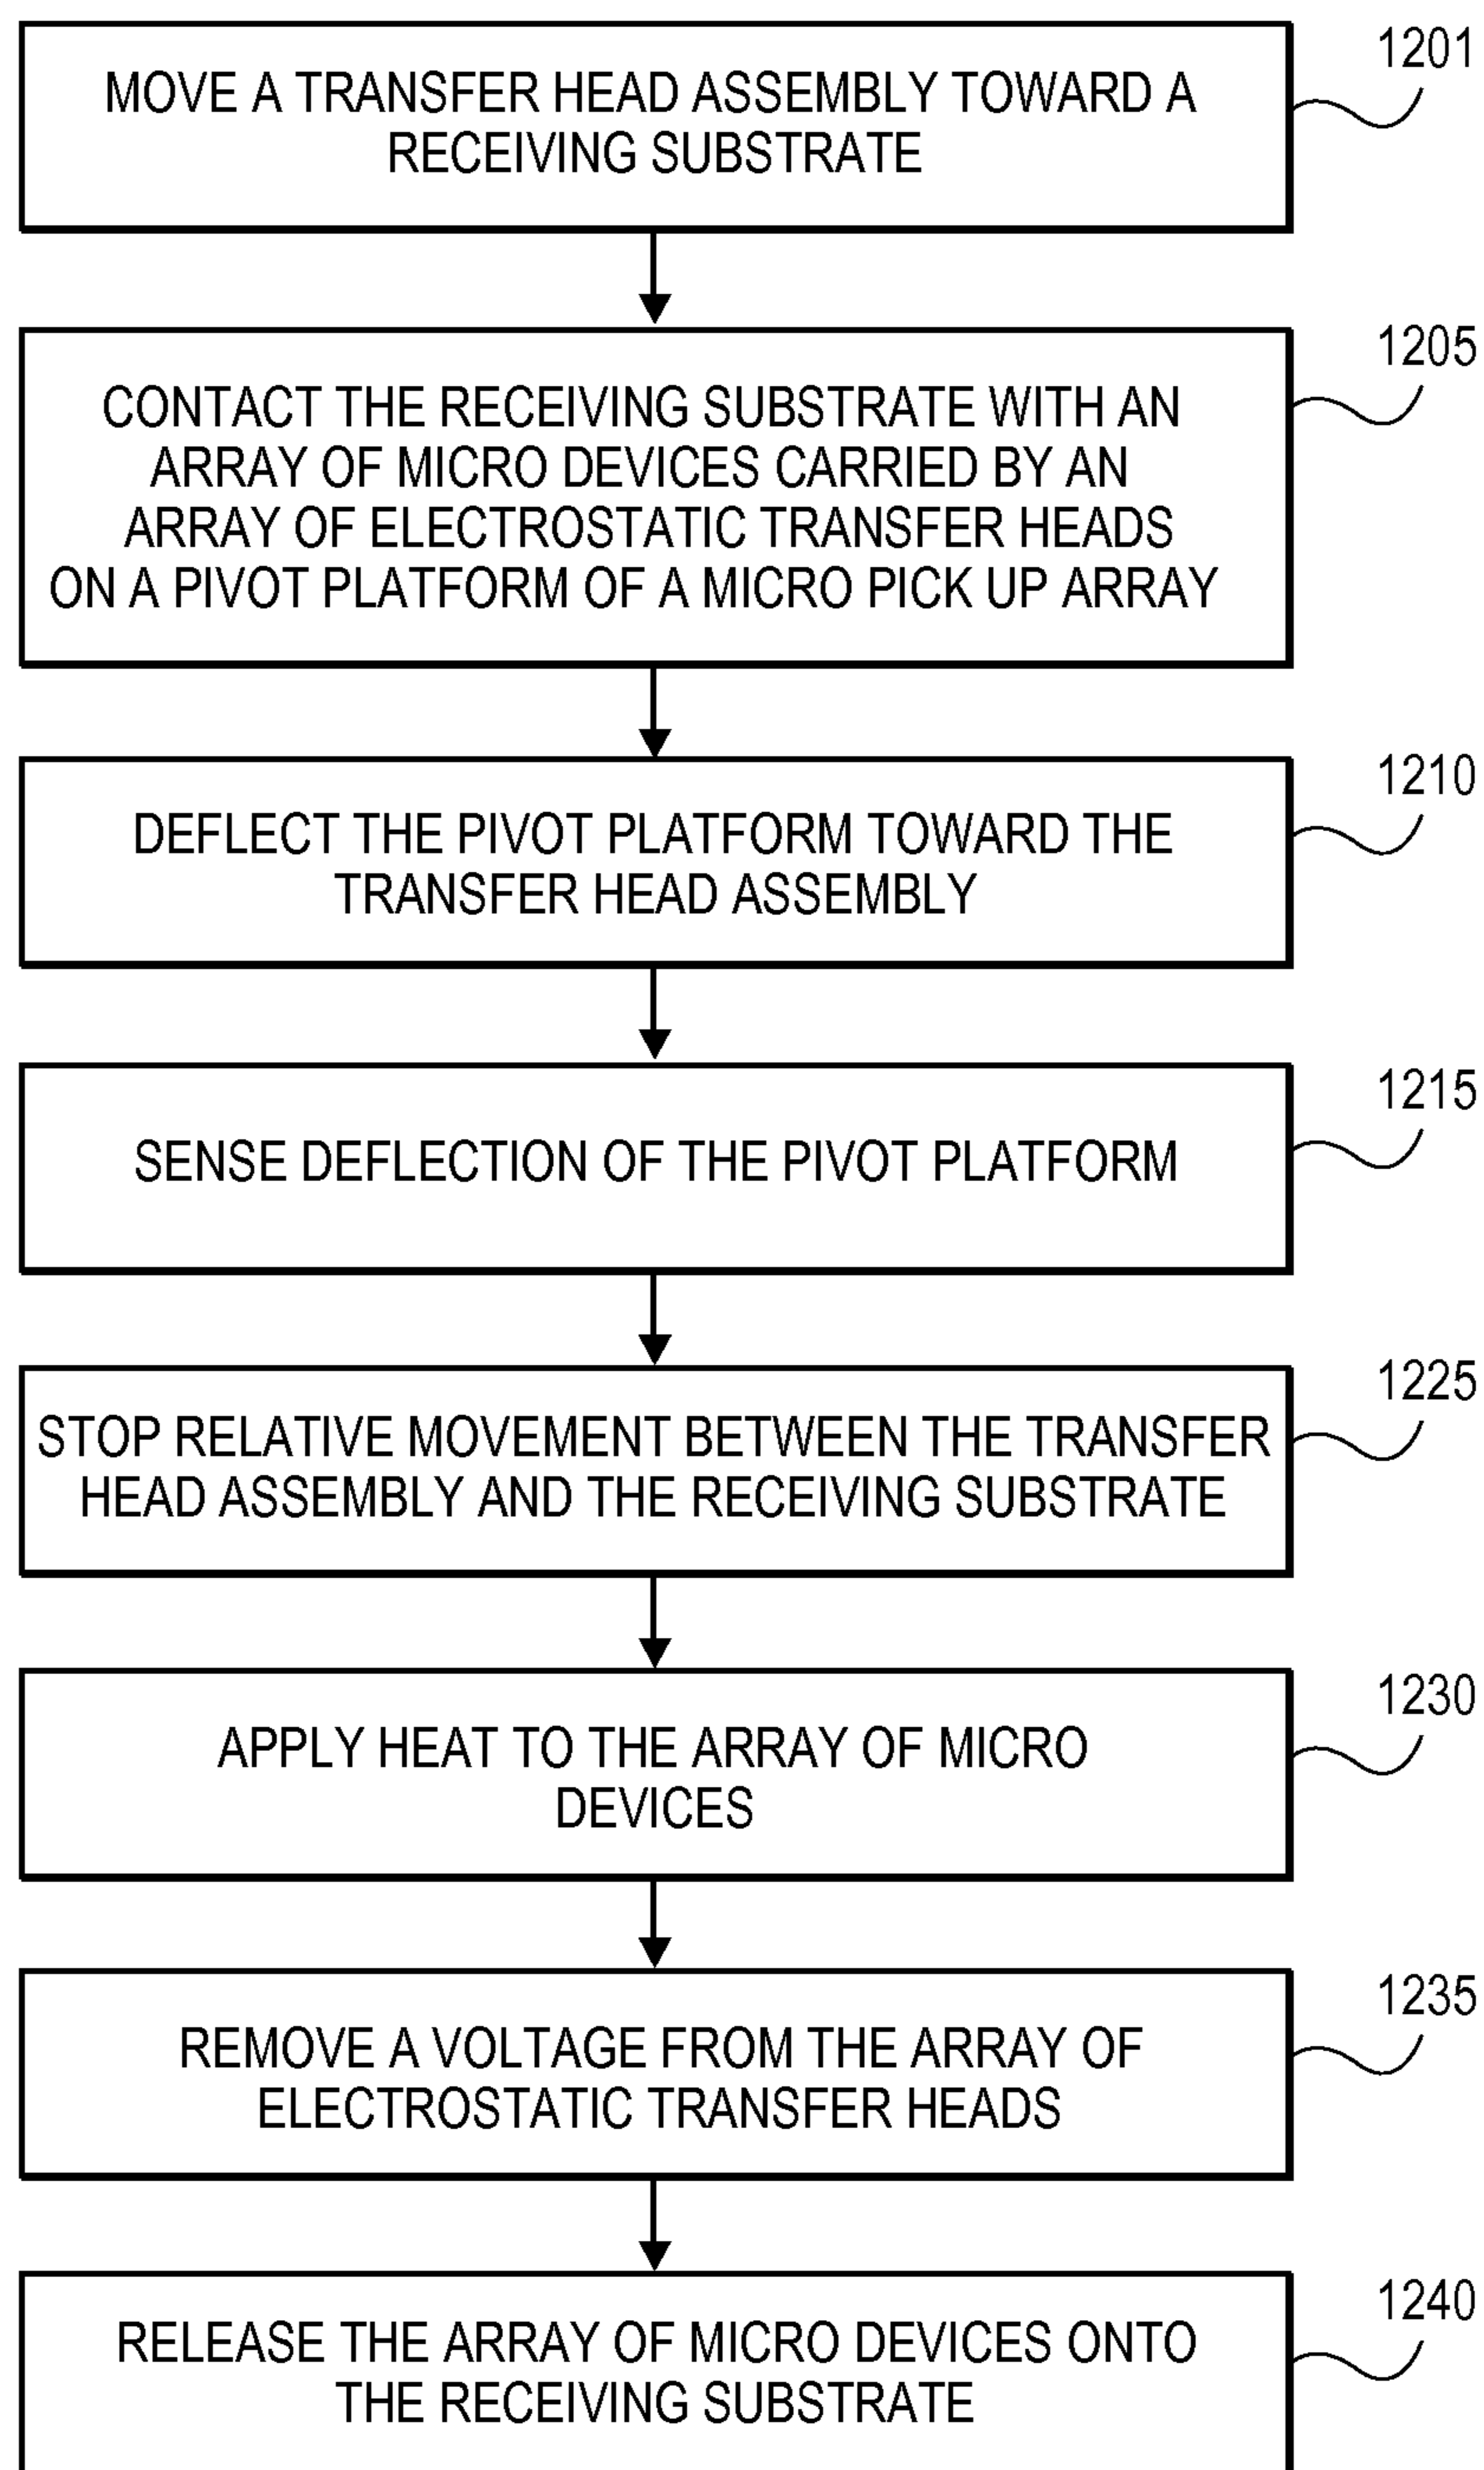 MOVE A TRANSFER HEAD ASSEMBLY TOWARD A
RECEIVING SUBSTRATE
1201
CONTACT THE RECEIVING SUBSTRATE WITH AN
ARRAY OF MICRO DEVICES CARRIED BY AN
ARRAY OF ELECTROSTATIC TRANSFER HEADS
ON A PIVOT PLATFORM OF A MICRO PICK UP ARRAY
1205
DEFLECT THE PIVOT PLATFORM TOWARD THE
TRANSFER HEAD ASSEMBLY
1210
SENSE DEFLECTION OF THE PIVOT PLATFORM
1215
STOP RELATIVE MOVEMENT BETWEEN THE TRANSFER
HEAD ASSEMBLY AND THE RECEIVING SUBSTRATE
1225
APPLY HEAT TO THE ARRAY OF MICRO
DEVICES
1230
REMOVE A VOLTAGE FROM THE ARRAY OF
ELECTROSTATIC TRANSFER HEADS
1235
RELEASE THE ARRAY OF MICRO DEVICES ONTO
THE RECEIVING SUBSTRATE
1240